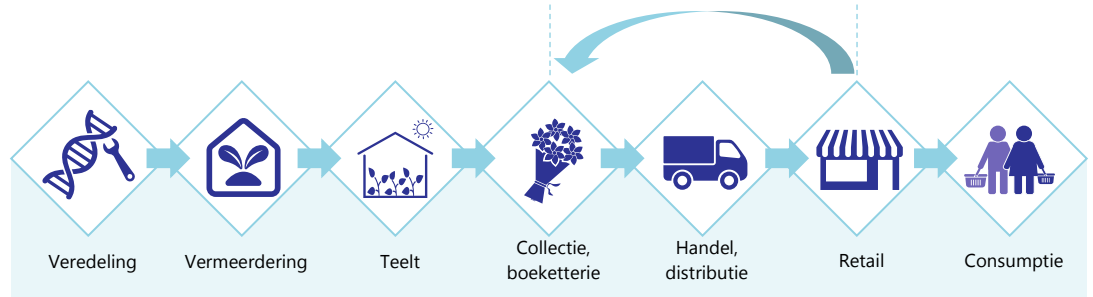 Veredeling
Vermeerdering
Teelt
Collectie,
boeketterie
Handel,
distributie
Retail
Consumptie